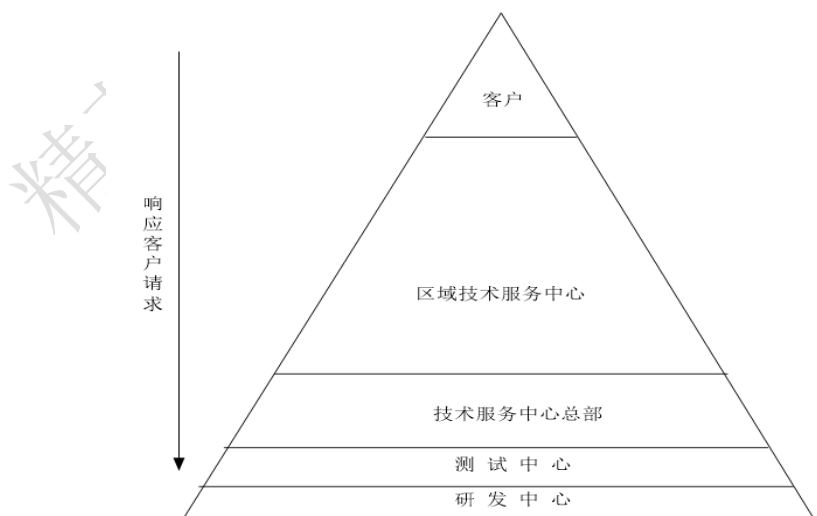 客户
响应客户请求
区域技术服务中心
技术服务中心总部
测 试 中 心
研 发 中 心
精